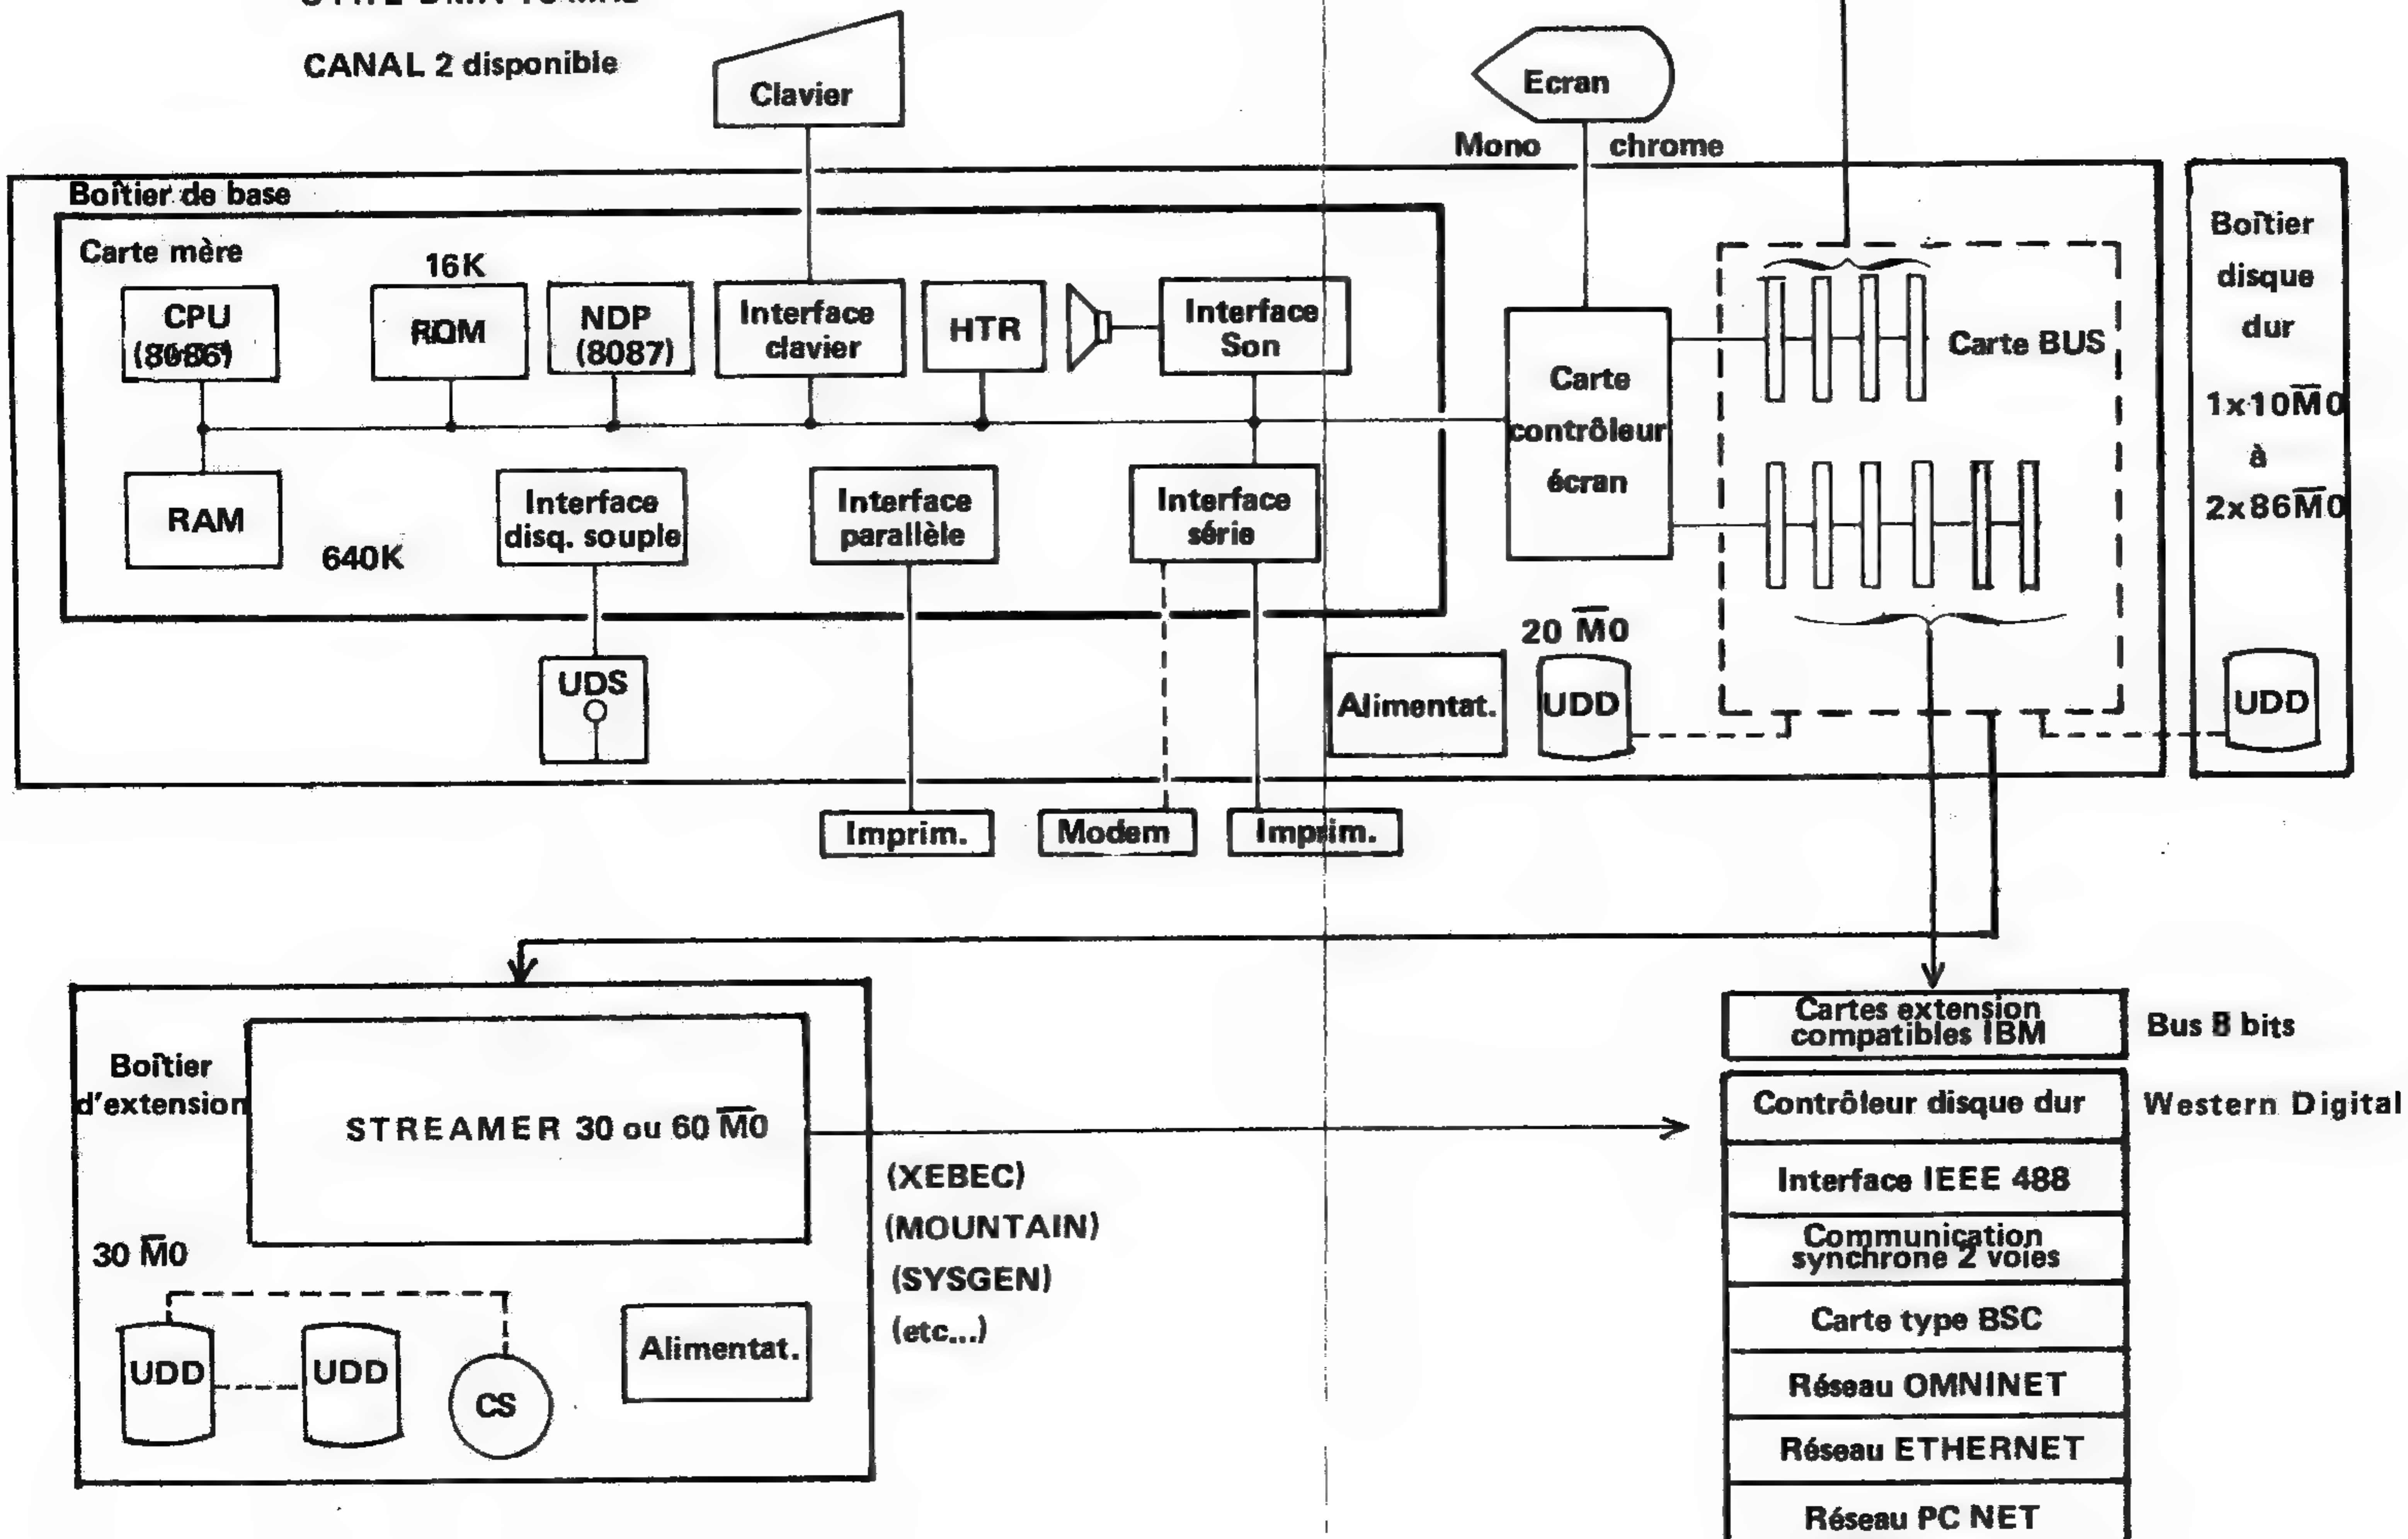 CANAL 2 disponible
Clavier
Ecran
Mono chrome
Boîtier de base
Carte mère
16K
CPU
(8086)
ROM
NDP
(8087)
Interface
clavier
HTR
Interface
Son
RAM
640K
Interface
disq. souple
Interface
parallèle
Interface
série
Carte
contrôleur
écran
Carte BUS
Boîtier
disque
dur
1x10M0
à
2x86M0
UDS
Alimentat.
20 M0
UDD
UDD
Imprim.
Modem
Imprim.
Boîtier
d'extension
STREAMER 30 ou 60 M0
30 M0
UDD
UDD
CS
Alimentat.
(XEBEC)
(MOUNTAIN)
(SYSGEN)
(etc...)
Cartes extension
compatibles IBM
Bus 8 bits
Contrôleur disque dur
Western Digital
Interface IEEE 488
Communication
synchrone 2 voies
Carte type BSC
Réseau OMNINET
Réseau ETHERNET
Réseau PC NET